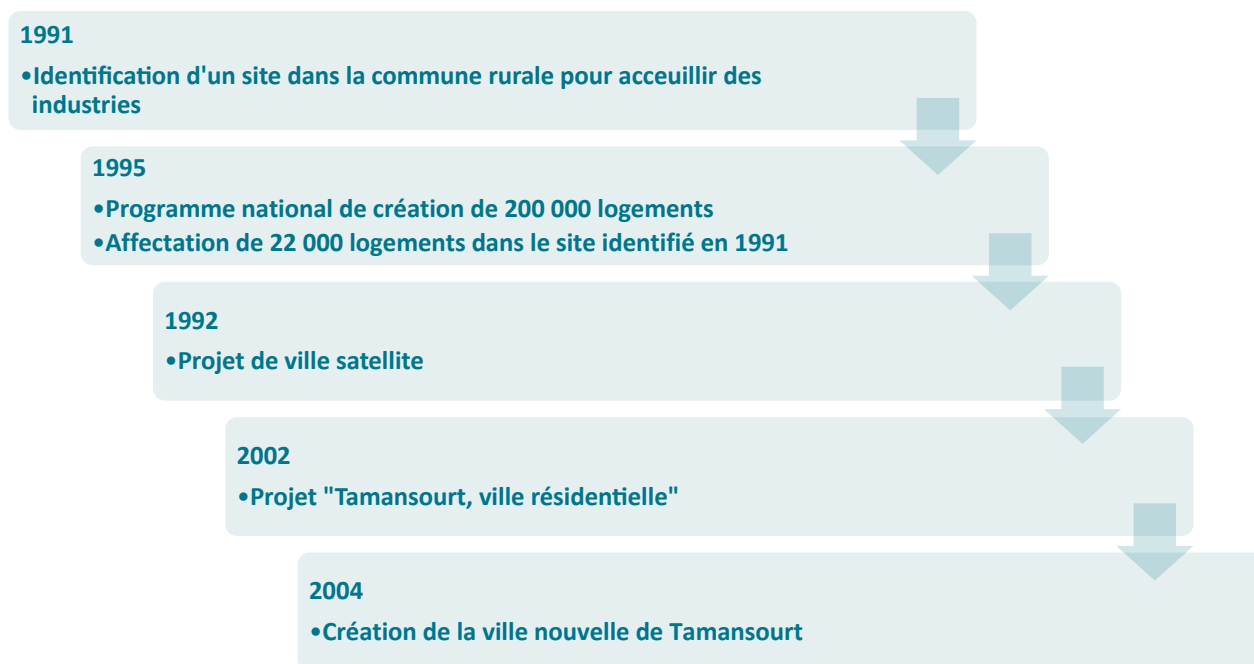 1991
•Identification d'un site dans la commune rurale pour acceuillir des
industries
1995
•Programme national de création de 200 000 logements
•Affectation de 22 000 logements dans le site identifié en 1991
1992
•Projet de ville satellite
2002
•Projet "Tamansourt, ville résidentielle"
2004
•Création de la ville nouvelle de Tamansourt